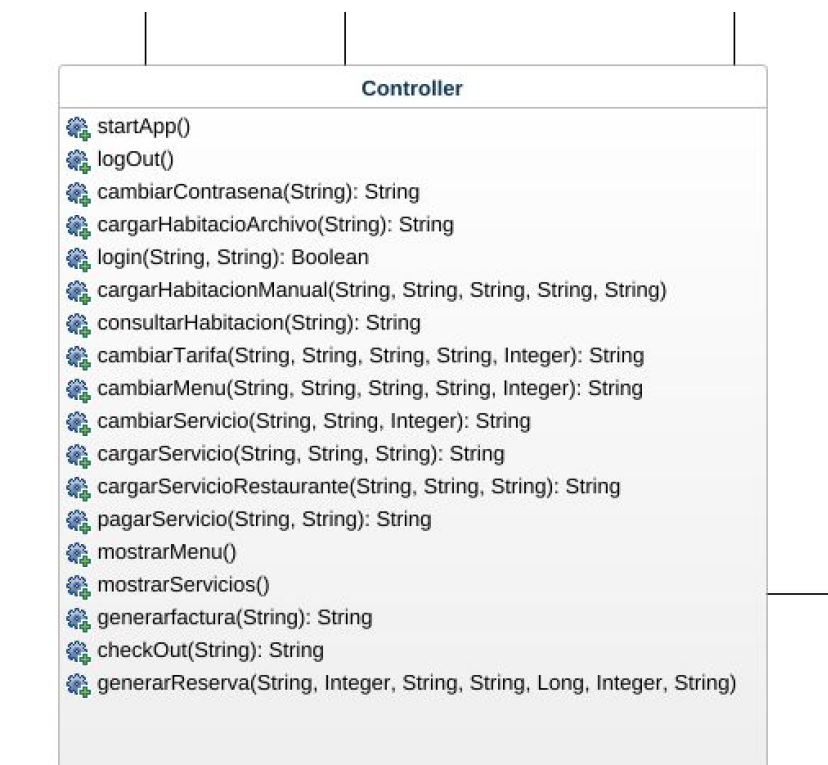 Controller
startApp()
logOut()
cambiarContrasena(String): String
cargarHabitacioArchivo(String): String
login(String, String): Boolean
cargarHabitacionManual(String, String, String, String, String)
consultarHabitacion(String): String
cambiarTarifa(String, String, String, String, Integer): String
cambiarMenu(String, String, String, String, Integer): String
cambiarServicio(String, String, Integer): String
cargarServicio(String, String, String): String
cargarServicioRestaurante(String, String, String): String
pagarServicio(String, String): String
mostrarMenu()
mostrarServicios()
generarfactura(String): String
checkOut(String): String
generarReserva(String, Integer, String, String, Long, Integer, String)